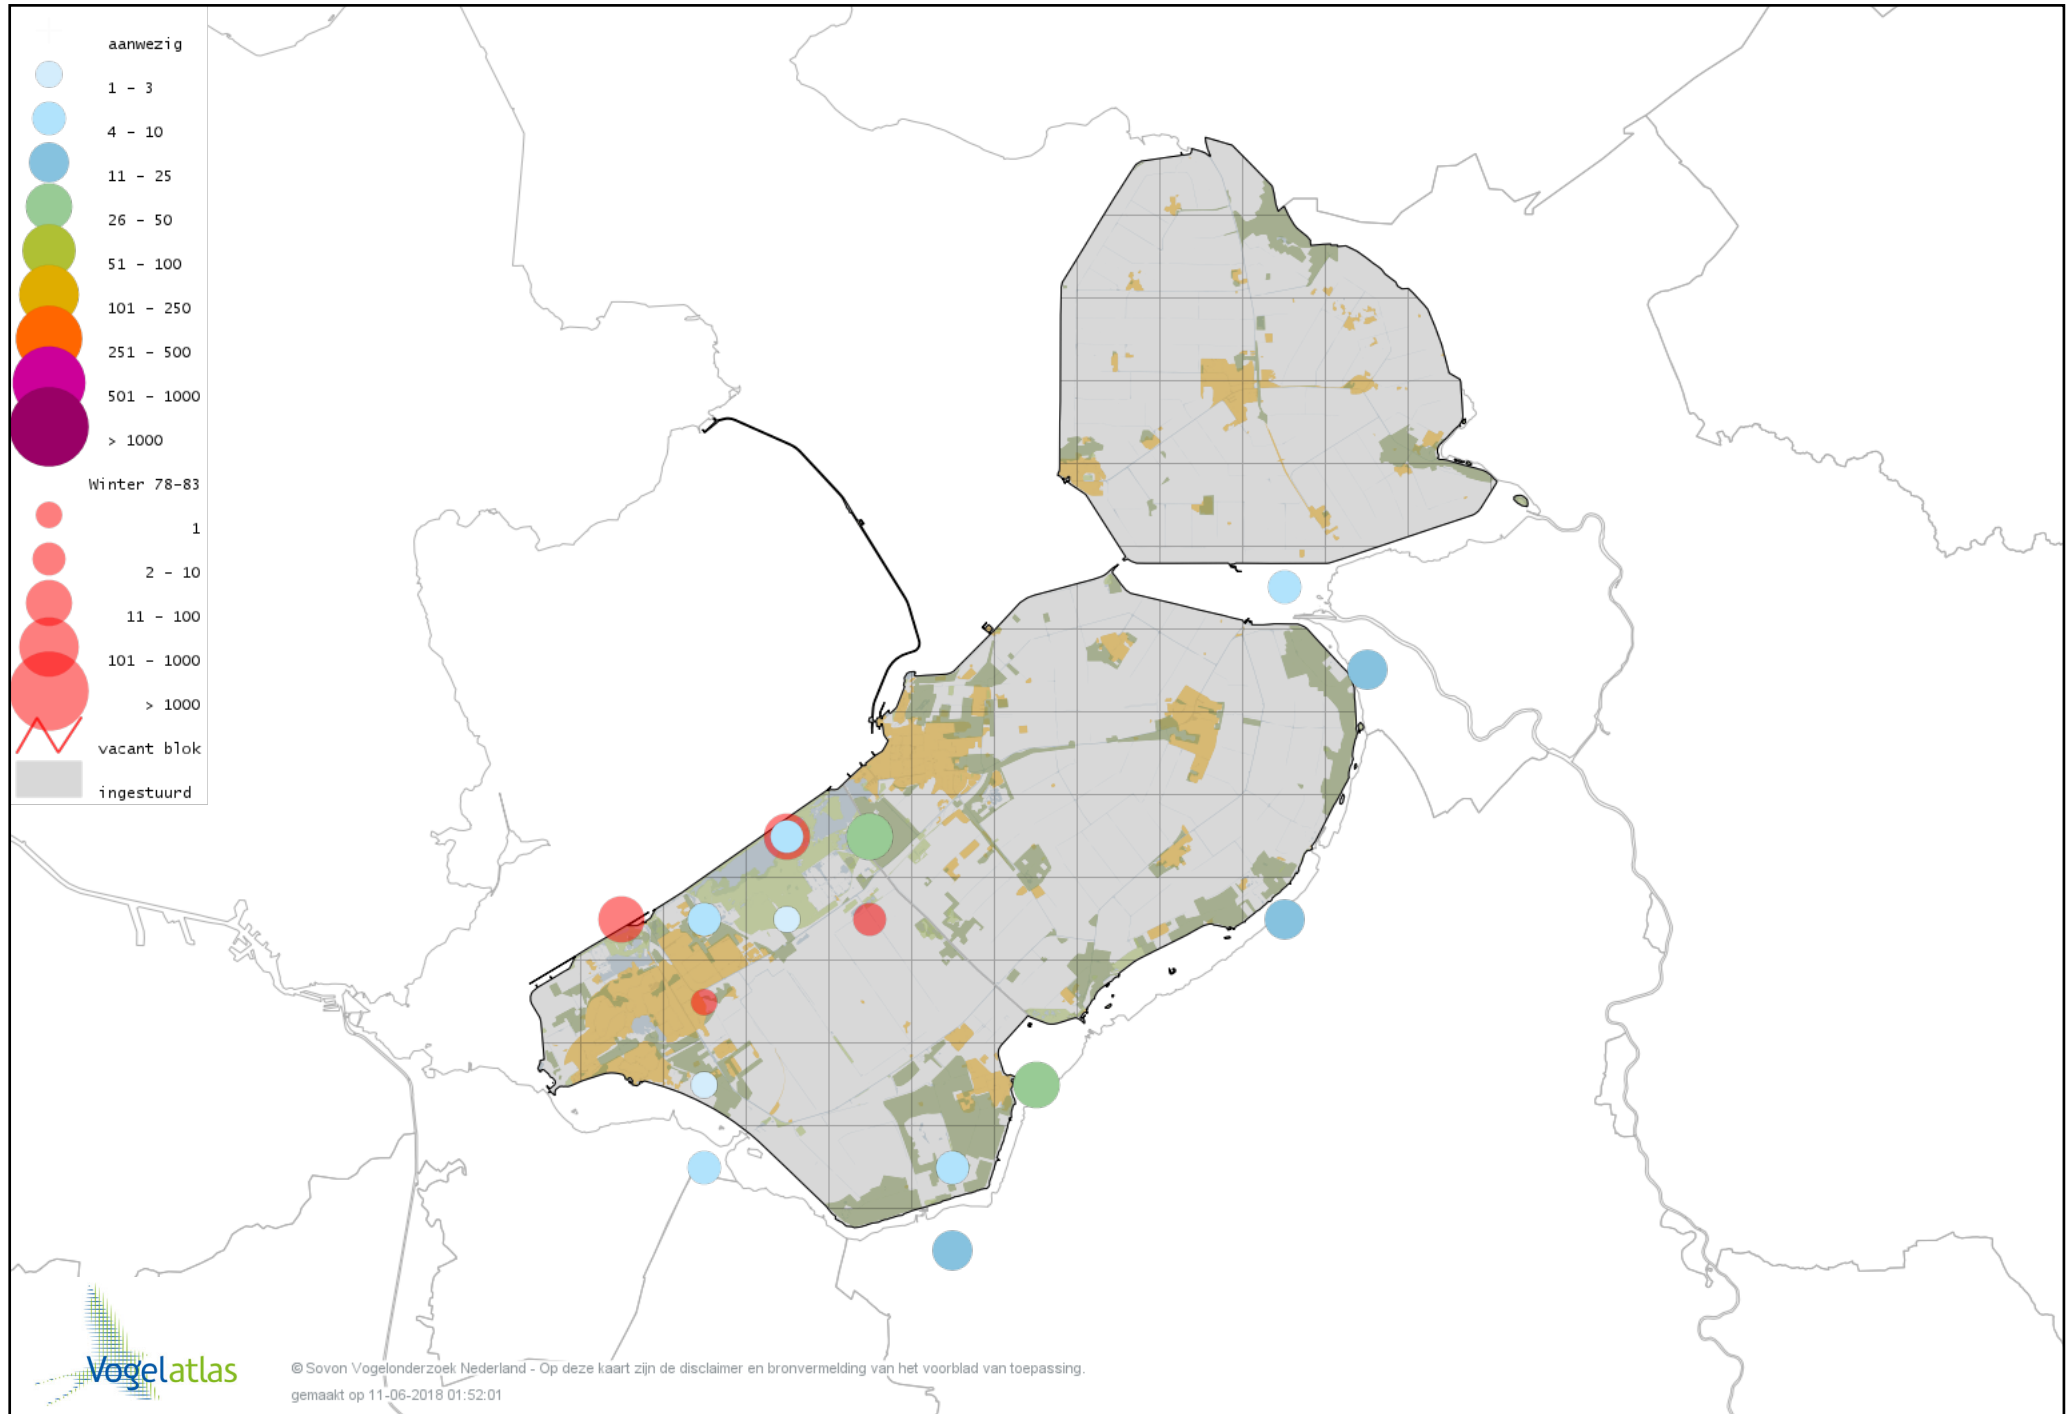 aanwezig
1 – 3
4 – 10
11 – 25
26 – 50
51 – 100
101 – 250
251 – 500
501 – 1000
> 1000
Winter 78-83
1
2 – 10
11 – 100
101 – 1000
> 1000
vacant blok
ingestuurd
Vogelatlas
© Sovon Vogelonderzoek Nederland - Op deze kaart zijn de disclaimer en bronvermelding van het voorblad van toepassing.
gemaakt op 11-06-2018 01:52:01